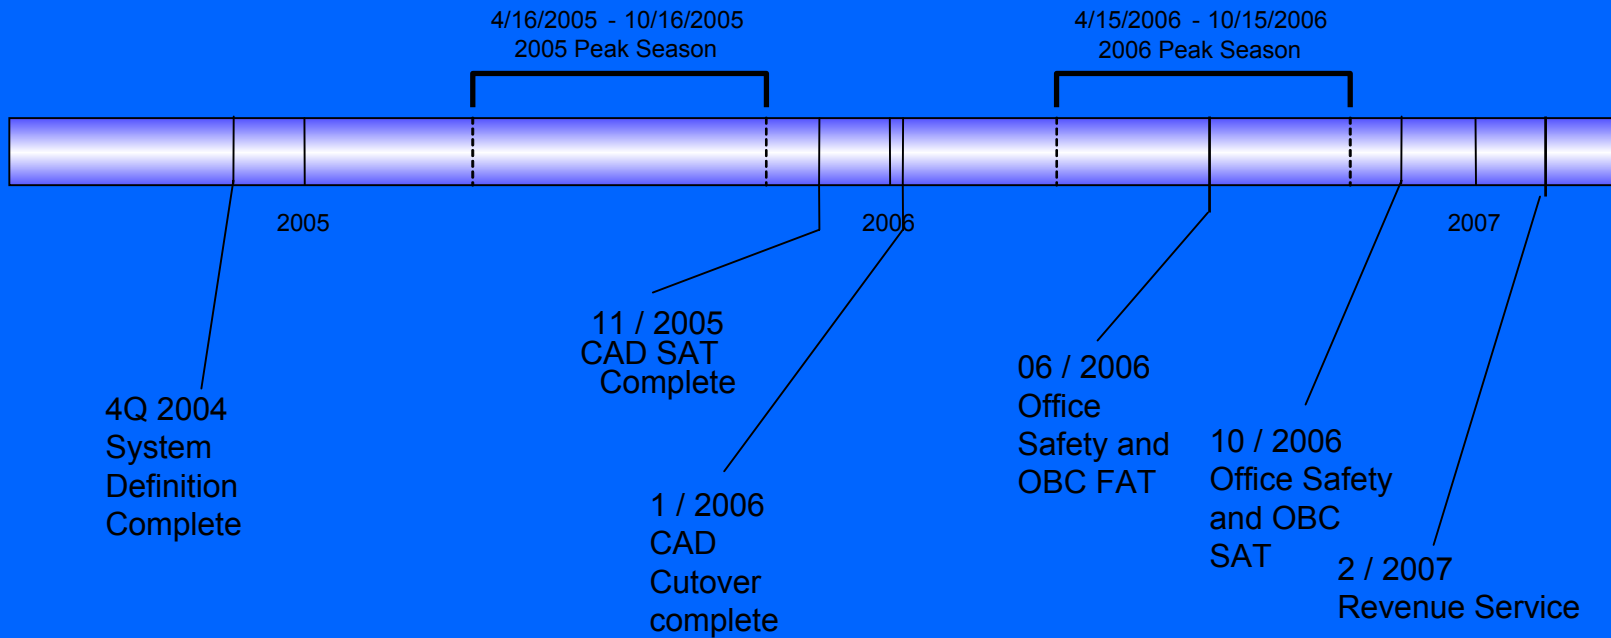 4/16/2005 - 10/16/2005
2005 Peak Season
4/15/2006 - 10/15/2006
2006 Peak Season
2005
2006
2007
4Q 2004
System
Definition
Complete
11 / 2005
CAD SAT
Complete
1 / 2006
CAD
Cutover
complete
06 / 2006
Office
Safety and
OBC FAT
10 / 2006
Office Safety
and OBC
SAT
2 / 2007
Revenue Service